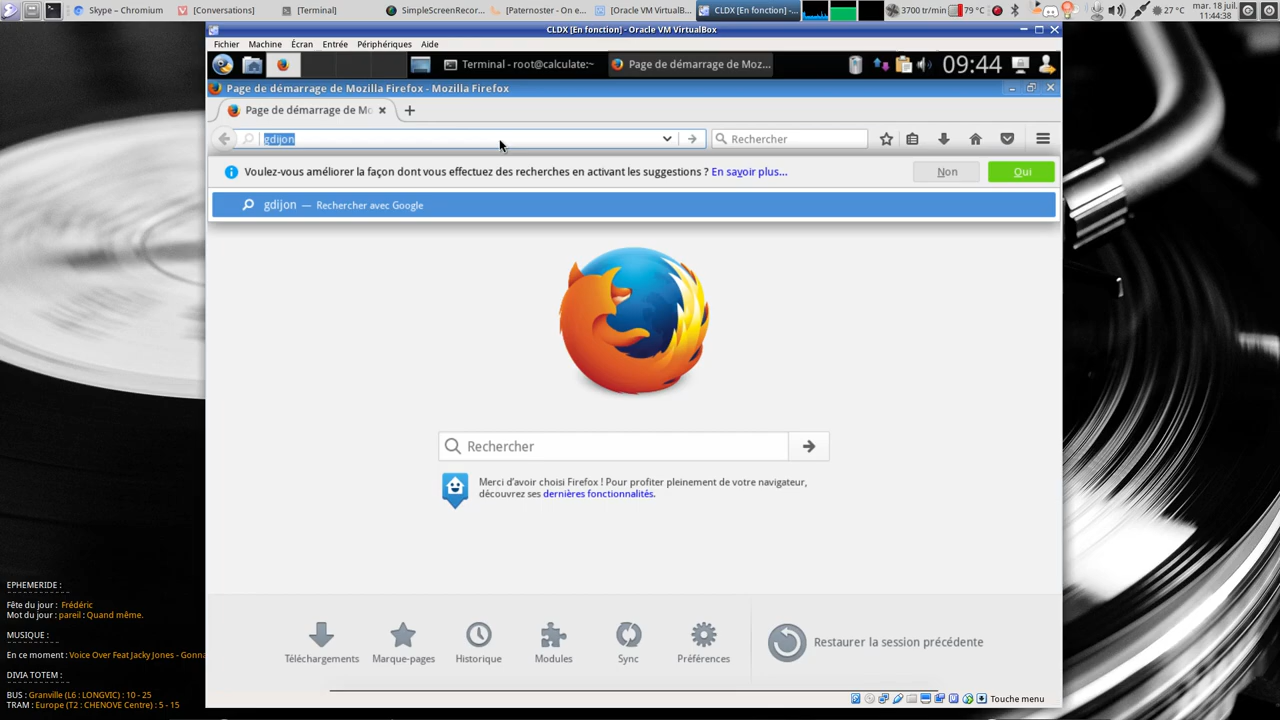 Skype – Chromium
[Conversations]
[Terminal]
SimpleScreenRecor...
[Paternoster - On e...
[Oracle VM VirtualB...
CLDX [En fonction] -...
3700 tr/min
79 °C
27 °C
mar. 18 juil.
11:44:38
CLDX [En fonction] - Oracle VM VirtualBox
Fichier Machine Écran Entrée Périphériques Aide
Terminal - root@calculate:~
Page de démarrage de Moz...
09:44
Page de démarrage de Mozilla Firefox - Mozilla Firefox
Page de démarrage de Mo
gdijon
Rechercher
Voulez-vous améliorer la façon dont vous effectuez des recherches en activant les suggestions ? En savoir plus...
Non
Oui
gdijon — Rechercher avec Google
Rechercher
Merci d'avoir choisi Firefox ! Pour profiter pleinement de votre navigateur,
découvrez ses dernières fonctionnalités.
Téléchargements
Marque-pages
Historique
Modules
Sync
Préférences
Restaurer la session précédente
Touche menu
EPHEMERIDE :
Fête du jour : Frédéric
Mot du jour : pareil : Quand même.
MUSIQUE :
En ce moment : Voice Over Feat Jacky Jones - Gonna
DIVIA TOTEM :
BUS : Granville (L6 : LONGVIC) : 10 - 25
TRAM : Europe (T2 : CHENOVE Centre) : 5 - 15